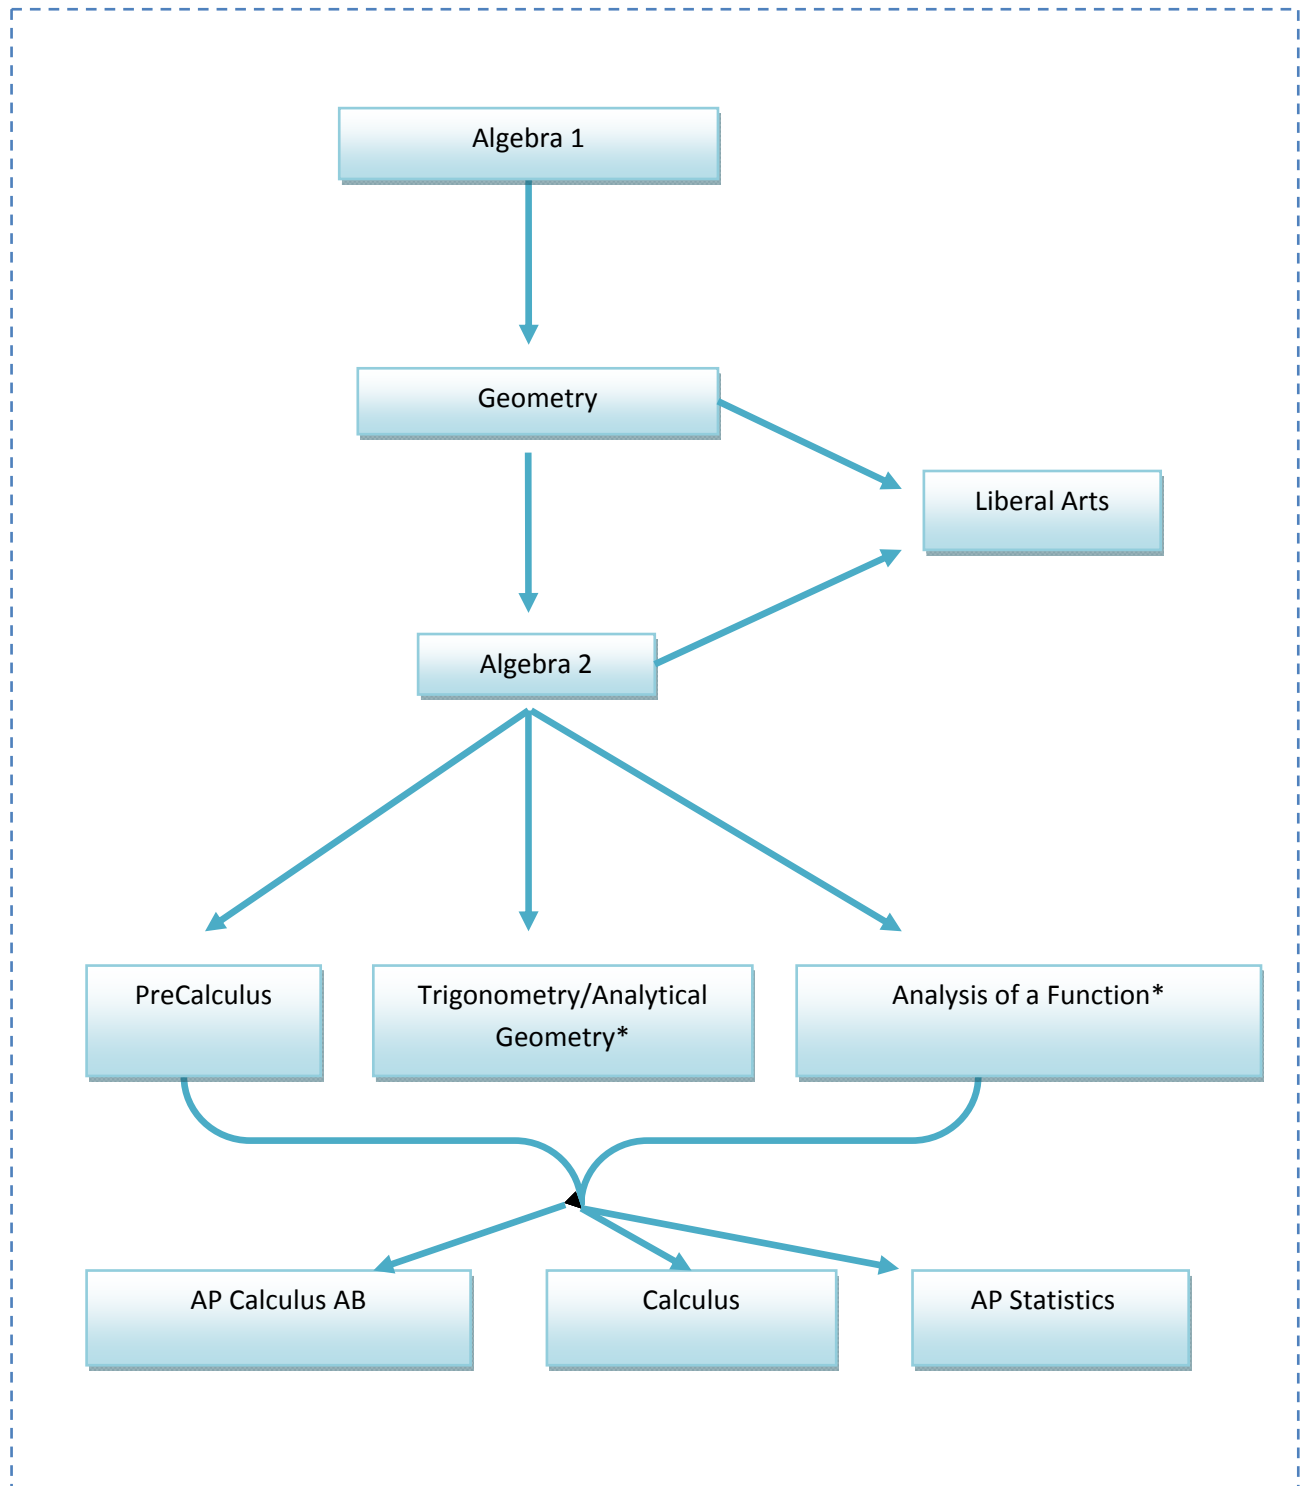 Algebra 1
Geometry
Liberal Arts
Algebra 2
PreCalculus
Trigonometry/Analytical
Geometry*
Analysis of a Function*
AP Calculus AB
Calculus
AP Statistics